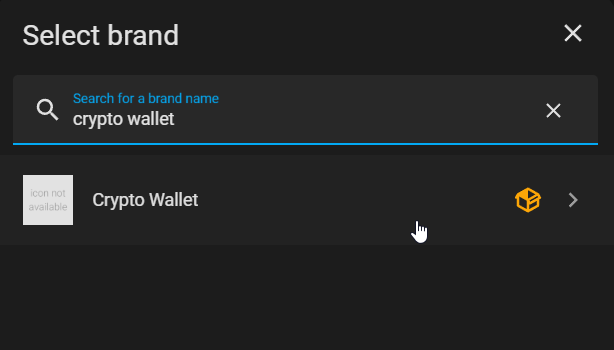 Select brand
Search for a brand name
crypto wallet
icon not
available
Crypto Wallet